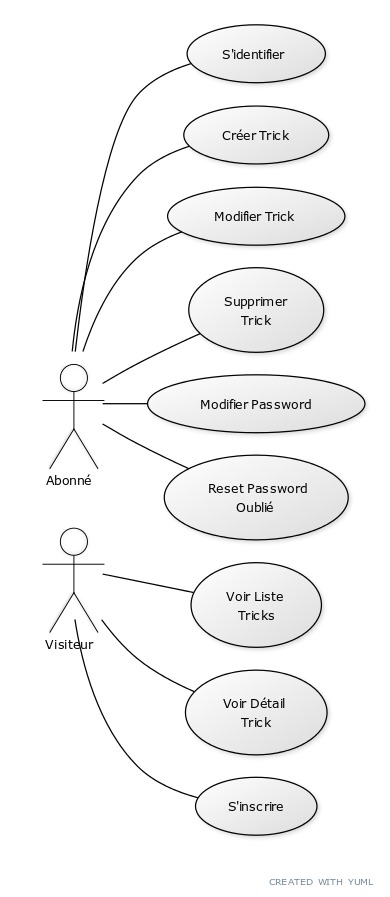 S'identifier
Créer Trick
Modifier Trick
Supprimer
Trick
Modifier Password
Abonné
Reset Password
Oublié
Voir Liste
Tricks
Visiteur
Voir Détail
Trick
S'inscrire
CREATED WITH YUML